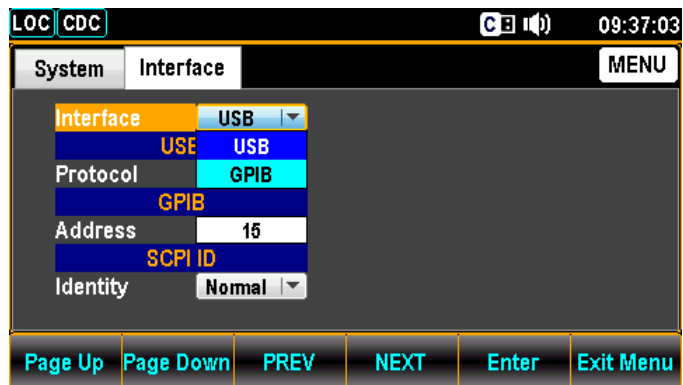 LOC CDC C 09:37:03
System Interface MENU
Interface USB
USB USB
Protocol GPIB
GPIB
Address 15
SCPI ID
Identity Normal
Page Up Page Down PREV NEXT Enter Exit Menu